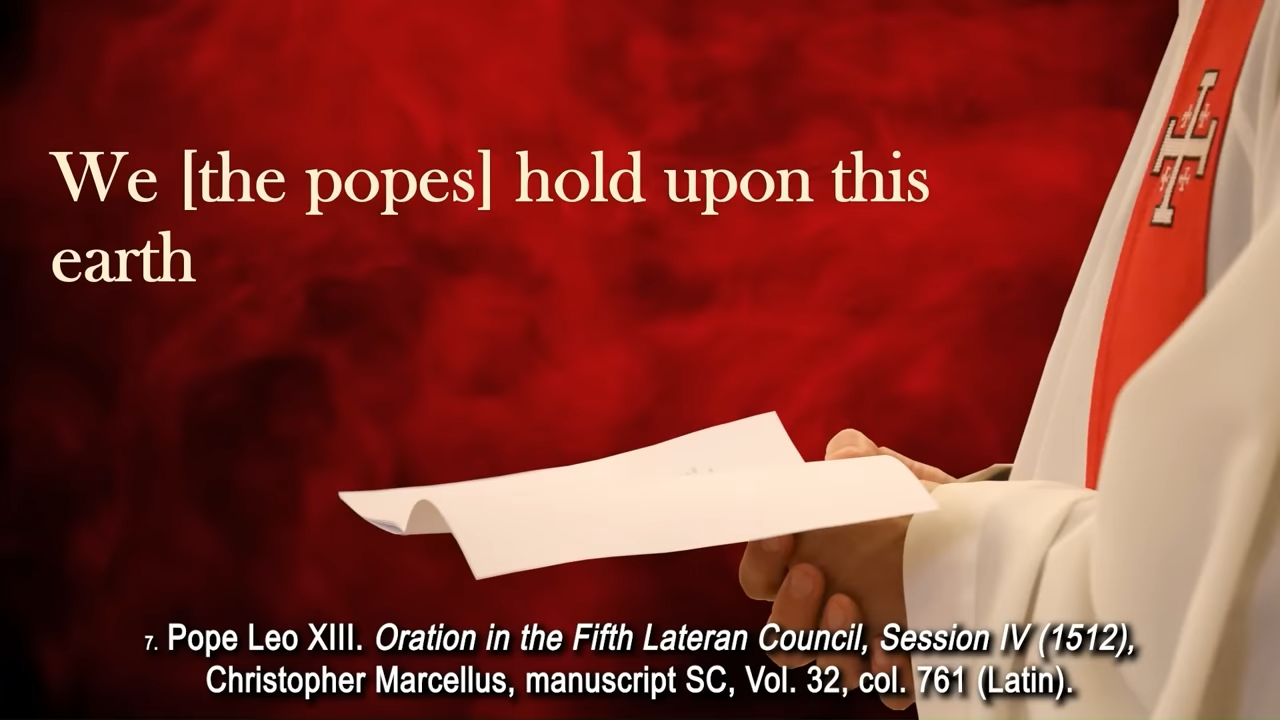 We [the popes] hold upon this
earth
7. Pope Leo XIII. Oration in the Fifth Lateran Council, Session IV (1512),
Christopher Marcellus, manuscript SC, Vol. 32, col. 761 (Latin).